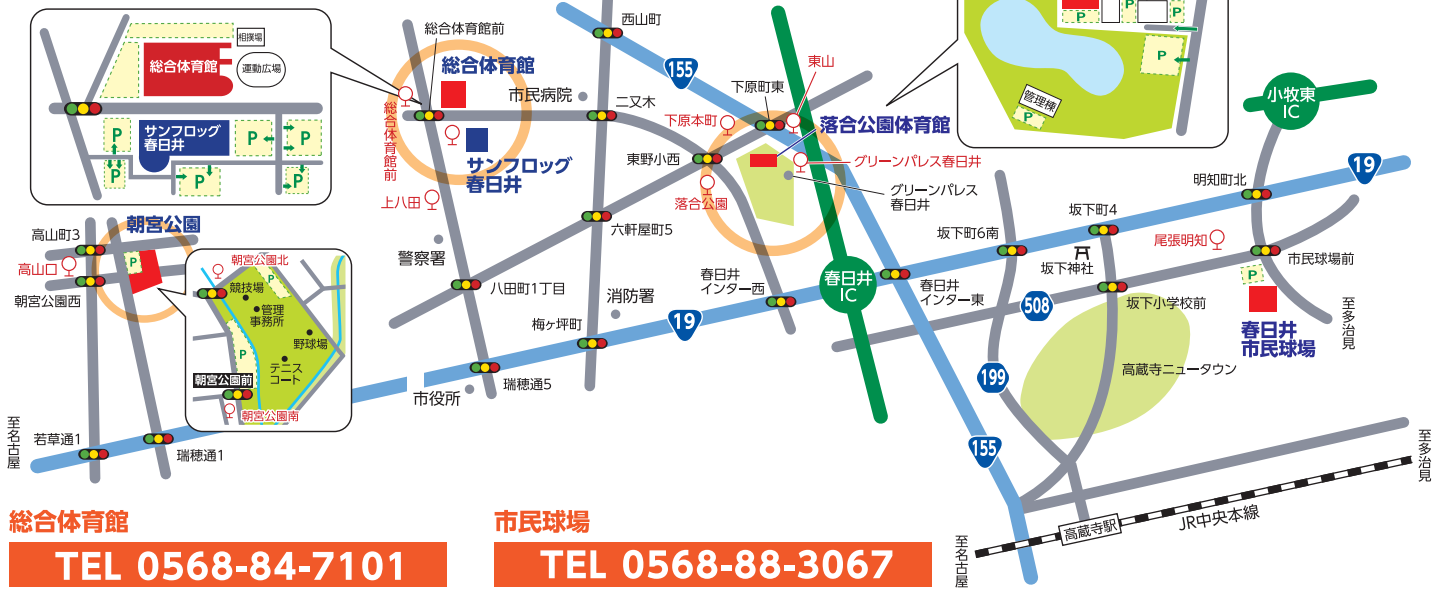 相撲場
総合体育館
運動広場
サンフロッグ
春日井
P
P
P
P
P
P
総合体育館前
総合体育館
総合体育館前
サンフロッグ
春日井
上八田
警察署
西山町
市民病院
二又木
155
下原町東
東山
下原本町
落合公園体育館
東野小西
グリーンパレス春日井
グリーンパレス
春日井
落合公園
P
P
P
P
管理棟
P
小牧東
IC
19
明知町北
坂下町4
坂下町6南
尾張明知
坂下神社
市民球場前
P
坂下小学校前
508
春日井
市民球場
至多治見
高蔵寺ニュータウン
199
朝宮公園
高山町3
高山口
朝宮公園西
P
朝宮公園北
P
競技場
管理
事務所
野球場
P
テニス
コート
朝宮公園前
朝宮公園南
六軒屋町5
八田町1丁目
消防署
春日井
インター西
春日井
IC
春日井
インター東
梅ヶ坪町
19
瑞穂通5
市役所
至名古屋
若草通1
瑞穂通1
155
至多治見
JR中央本線
高蔵寺駅
至名古屋
総合体育館
TEL 0568-84-7101
市民球場
TEL 0568-88-3067